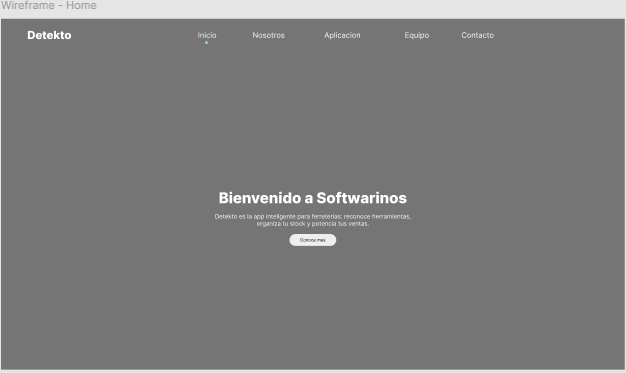 Wireframe - Home
Detekto
Inicio
Nosotros
Aplicacion
Equipo
Contacto
Bienvenido a Softwarinos
Detekto es la app inteligente para ferreterías: reconoce herramientas,
organiza tu stock y potencia tus ventas.
Conoce mas